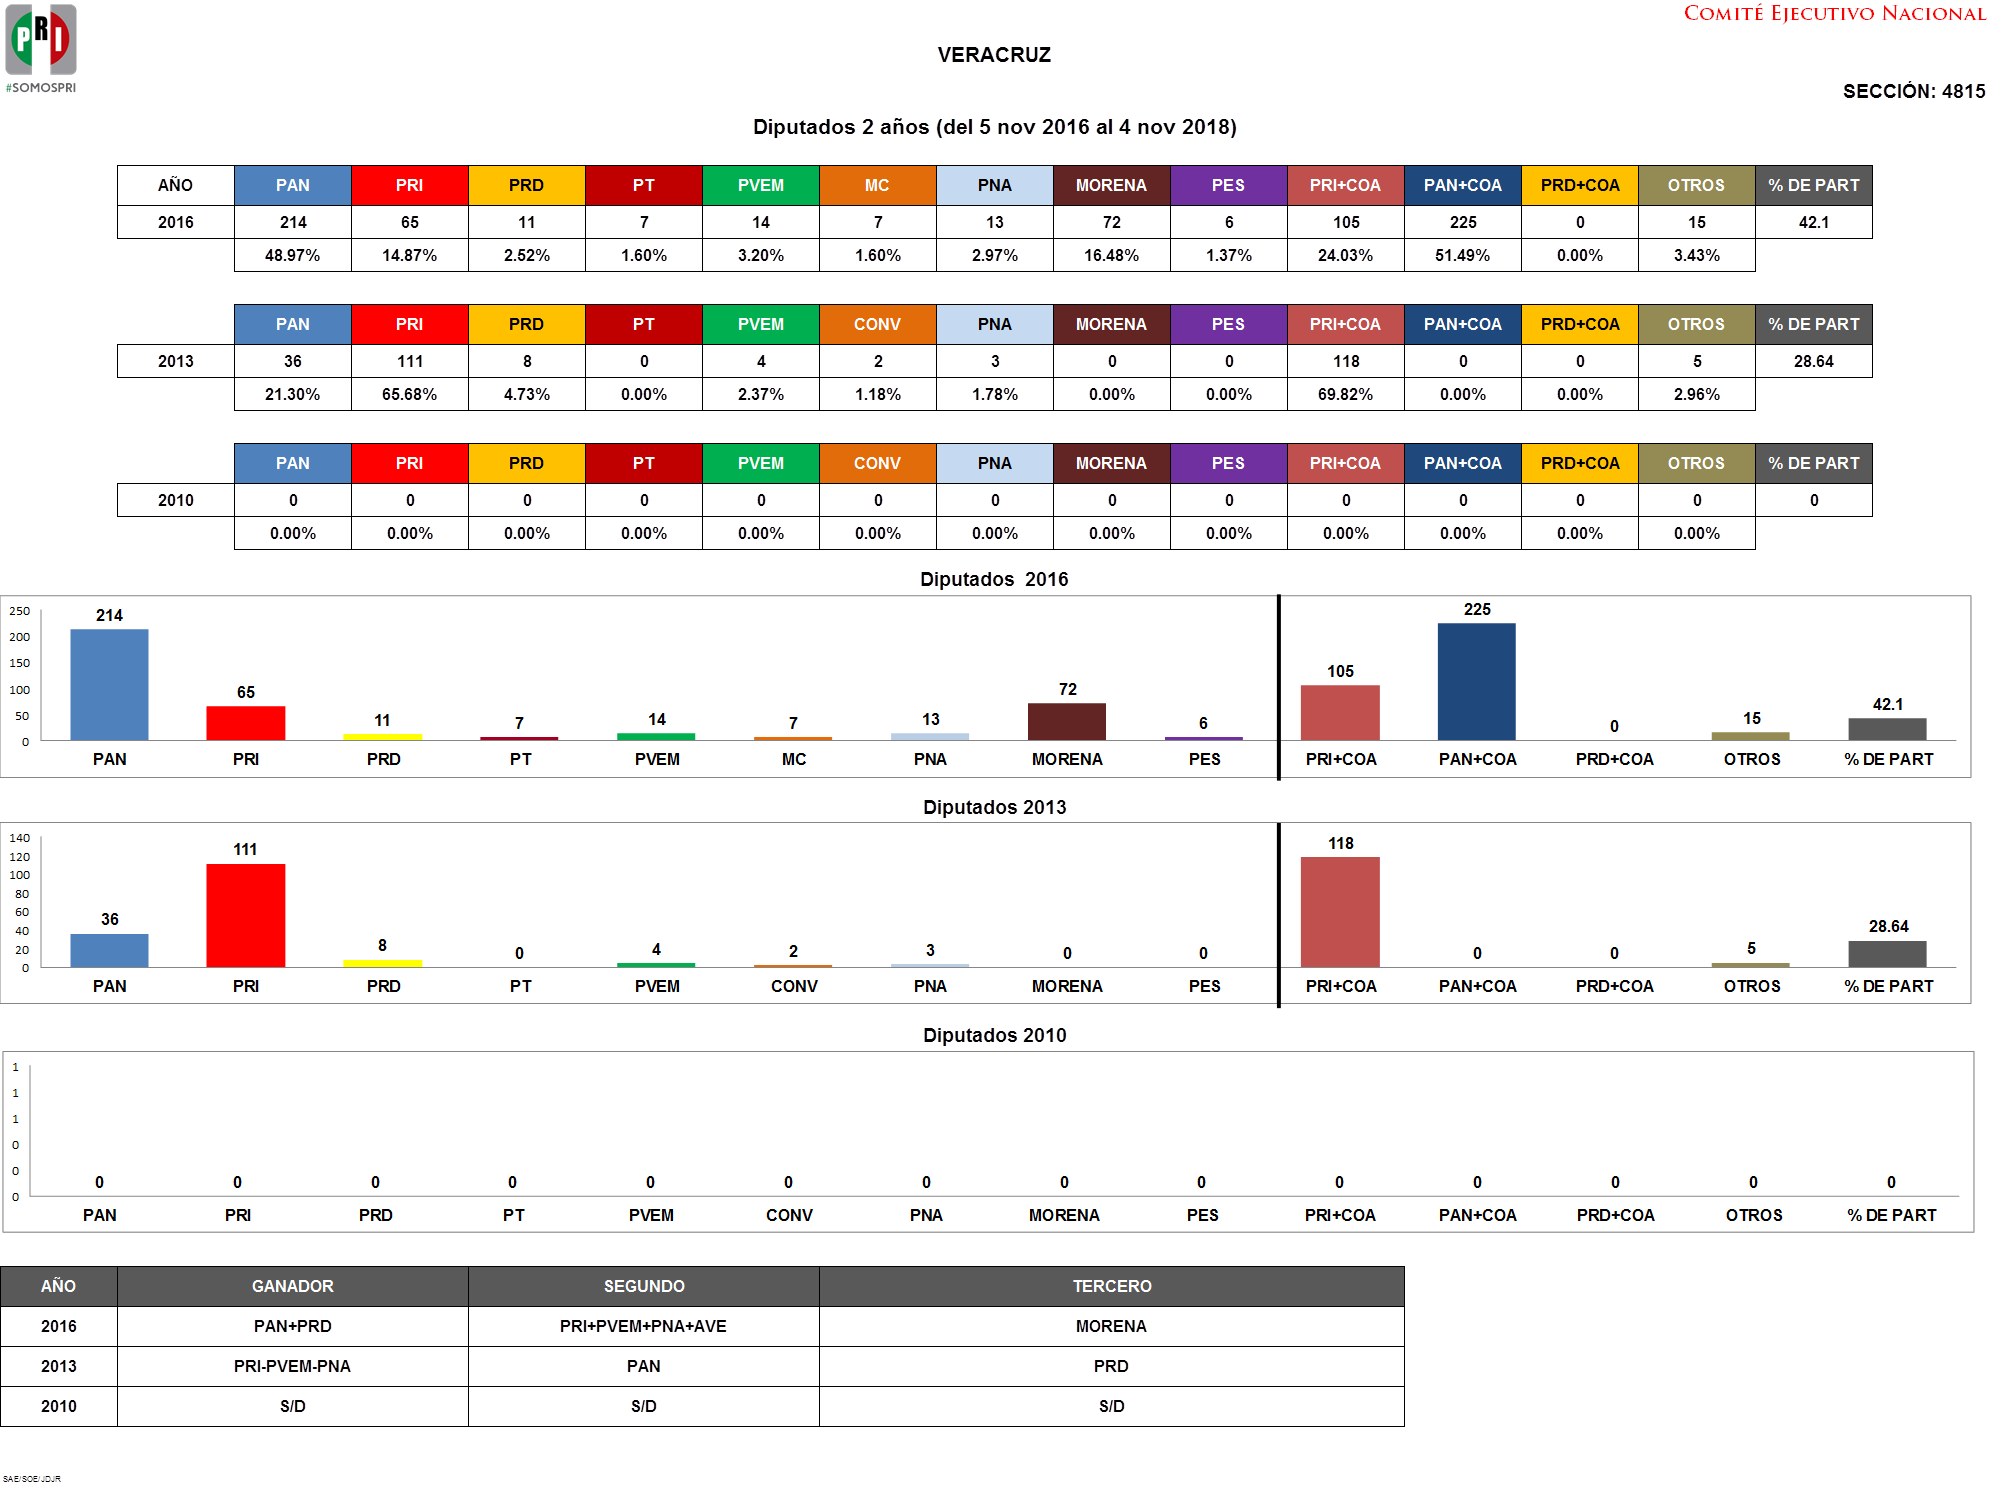 PRI
#SOMOSPRI
COMITÉ EJECUTIVO NACIONAL
VERACRUZ
SECCIÓN: 4815
Diputados 2 años (del 5 nov 2016 al 4 nov 2018)
AÑO PAN PRI PRD PT PVEM MC PNA MORENA PES PRI+COA PAN+COA PRD+COA OTROS % DE PART
2016 214 65 11 7 14 7 13 72 6 105 225 0 15 42.1
48.97% 14.87% 2.52% 1.60% 3.20% 1.60% 2.97% 16.48% 1.37% 24.03% 51.49% 0.00% 3.43%
PAN PRI PRD PT PVEM CONV PNA MORENA PES PRI+COA PAN+COA PRD+COA OTROS % DE PART
2013 36 111 8 0 4 2 3 0 0 118 0 0 5 28.64
21.30% 65.68% 4.73% 0.00% 2.37% 1.18% 1.78% 0.00% 0.00% 69.82% 0.00% 0.00% 2.96%
PAN PRI PRD PT PVEM CONV PNA MORENA PES PRI+COA PAN+COA PRD+COA OTROS % DE PART
2010 0 0 0 0 0 0 0 0 0 0 0 0 0 0
0.00% 0.00% 0.00% 0.00% 0.00% 0.00% 0.00% 0.00% 0.00% 0.00% 0.00% 0.00% 0.00%
Diputados 2016
250
200
150
100
50
0
214 65 11 7 14 7 13 72 6 105 225 0 15 42.1
PAN PRI PRD PT PVEM MC PNA MORENA PES PRI+COA PAN+COA PRD+COA OTROS % DE PART
Diputados 2013
140
120
100
80
60
40
20
0
36 111 8 0 4 2 3 0 0 118 0 0 5 28.64
PAN PRI PRD PT PVEM CONV PNA MORENA PES PRI+COA PAN+COA PRD+COA OTROS % DE PART
Diputados 2010
1
1
1
0
0
0
0 0 0 0 0 0 0 0 0 0 0 0 0 0
PAN PRI PRD PT PVEM CONV PNA MORENA PES PRI+COA PAN+COA PRD+COA OTROS % DE PART
AÑO GANADOR SEGUNDO TERCERO
2016 PAN+PRD PRI+PVEM+PNA+AVE MORENA
2013 PRI-PVEM-PNA PAN PRD
2010 S/D S/D S/D
SAE/SOE/JDJR